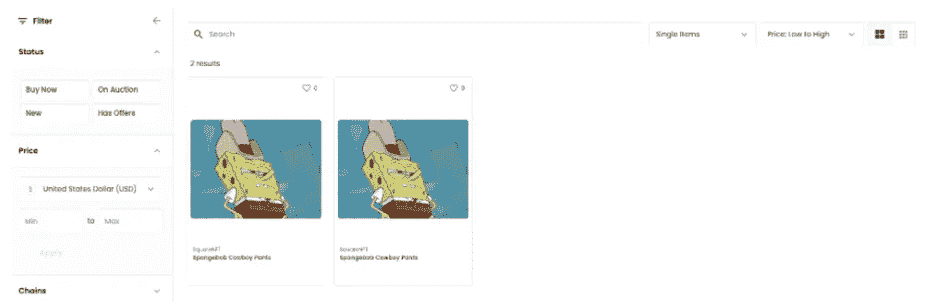 Filter
Status
Buy Now
On Auction
New
Has Offers
Price
$ United States Dollar (USD)
Min to Max
Apply
Chains
Search
Single Items
Price: Low to High
2 results
0
0
SquareNFT
Spongebob Cowboy Pants
SquareNFT
Spongebob Cowboy Pants